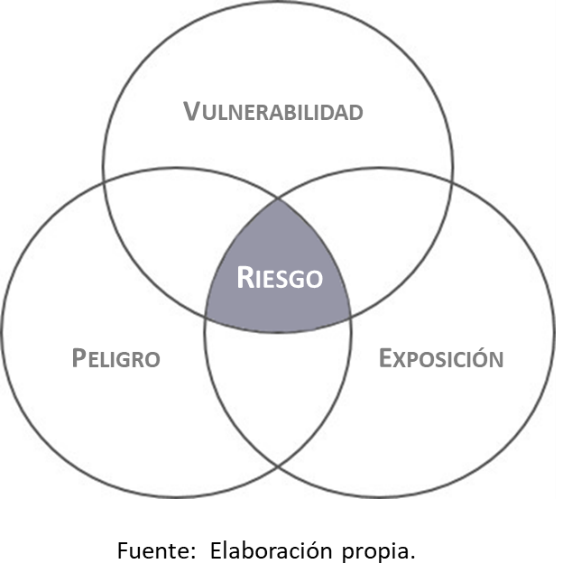 VULNERABILIDAD
RIESGO
PELIGRO
EXPOSICIÓN
Fuente: Elaboración propia.